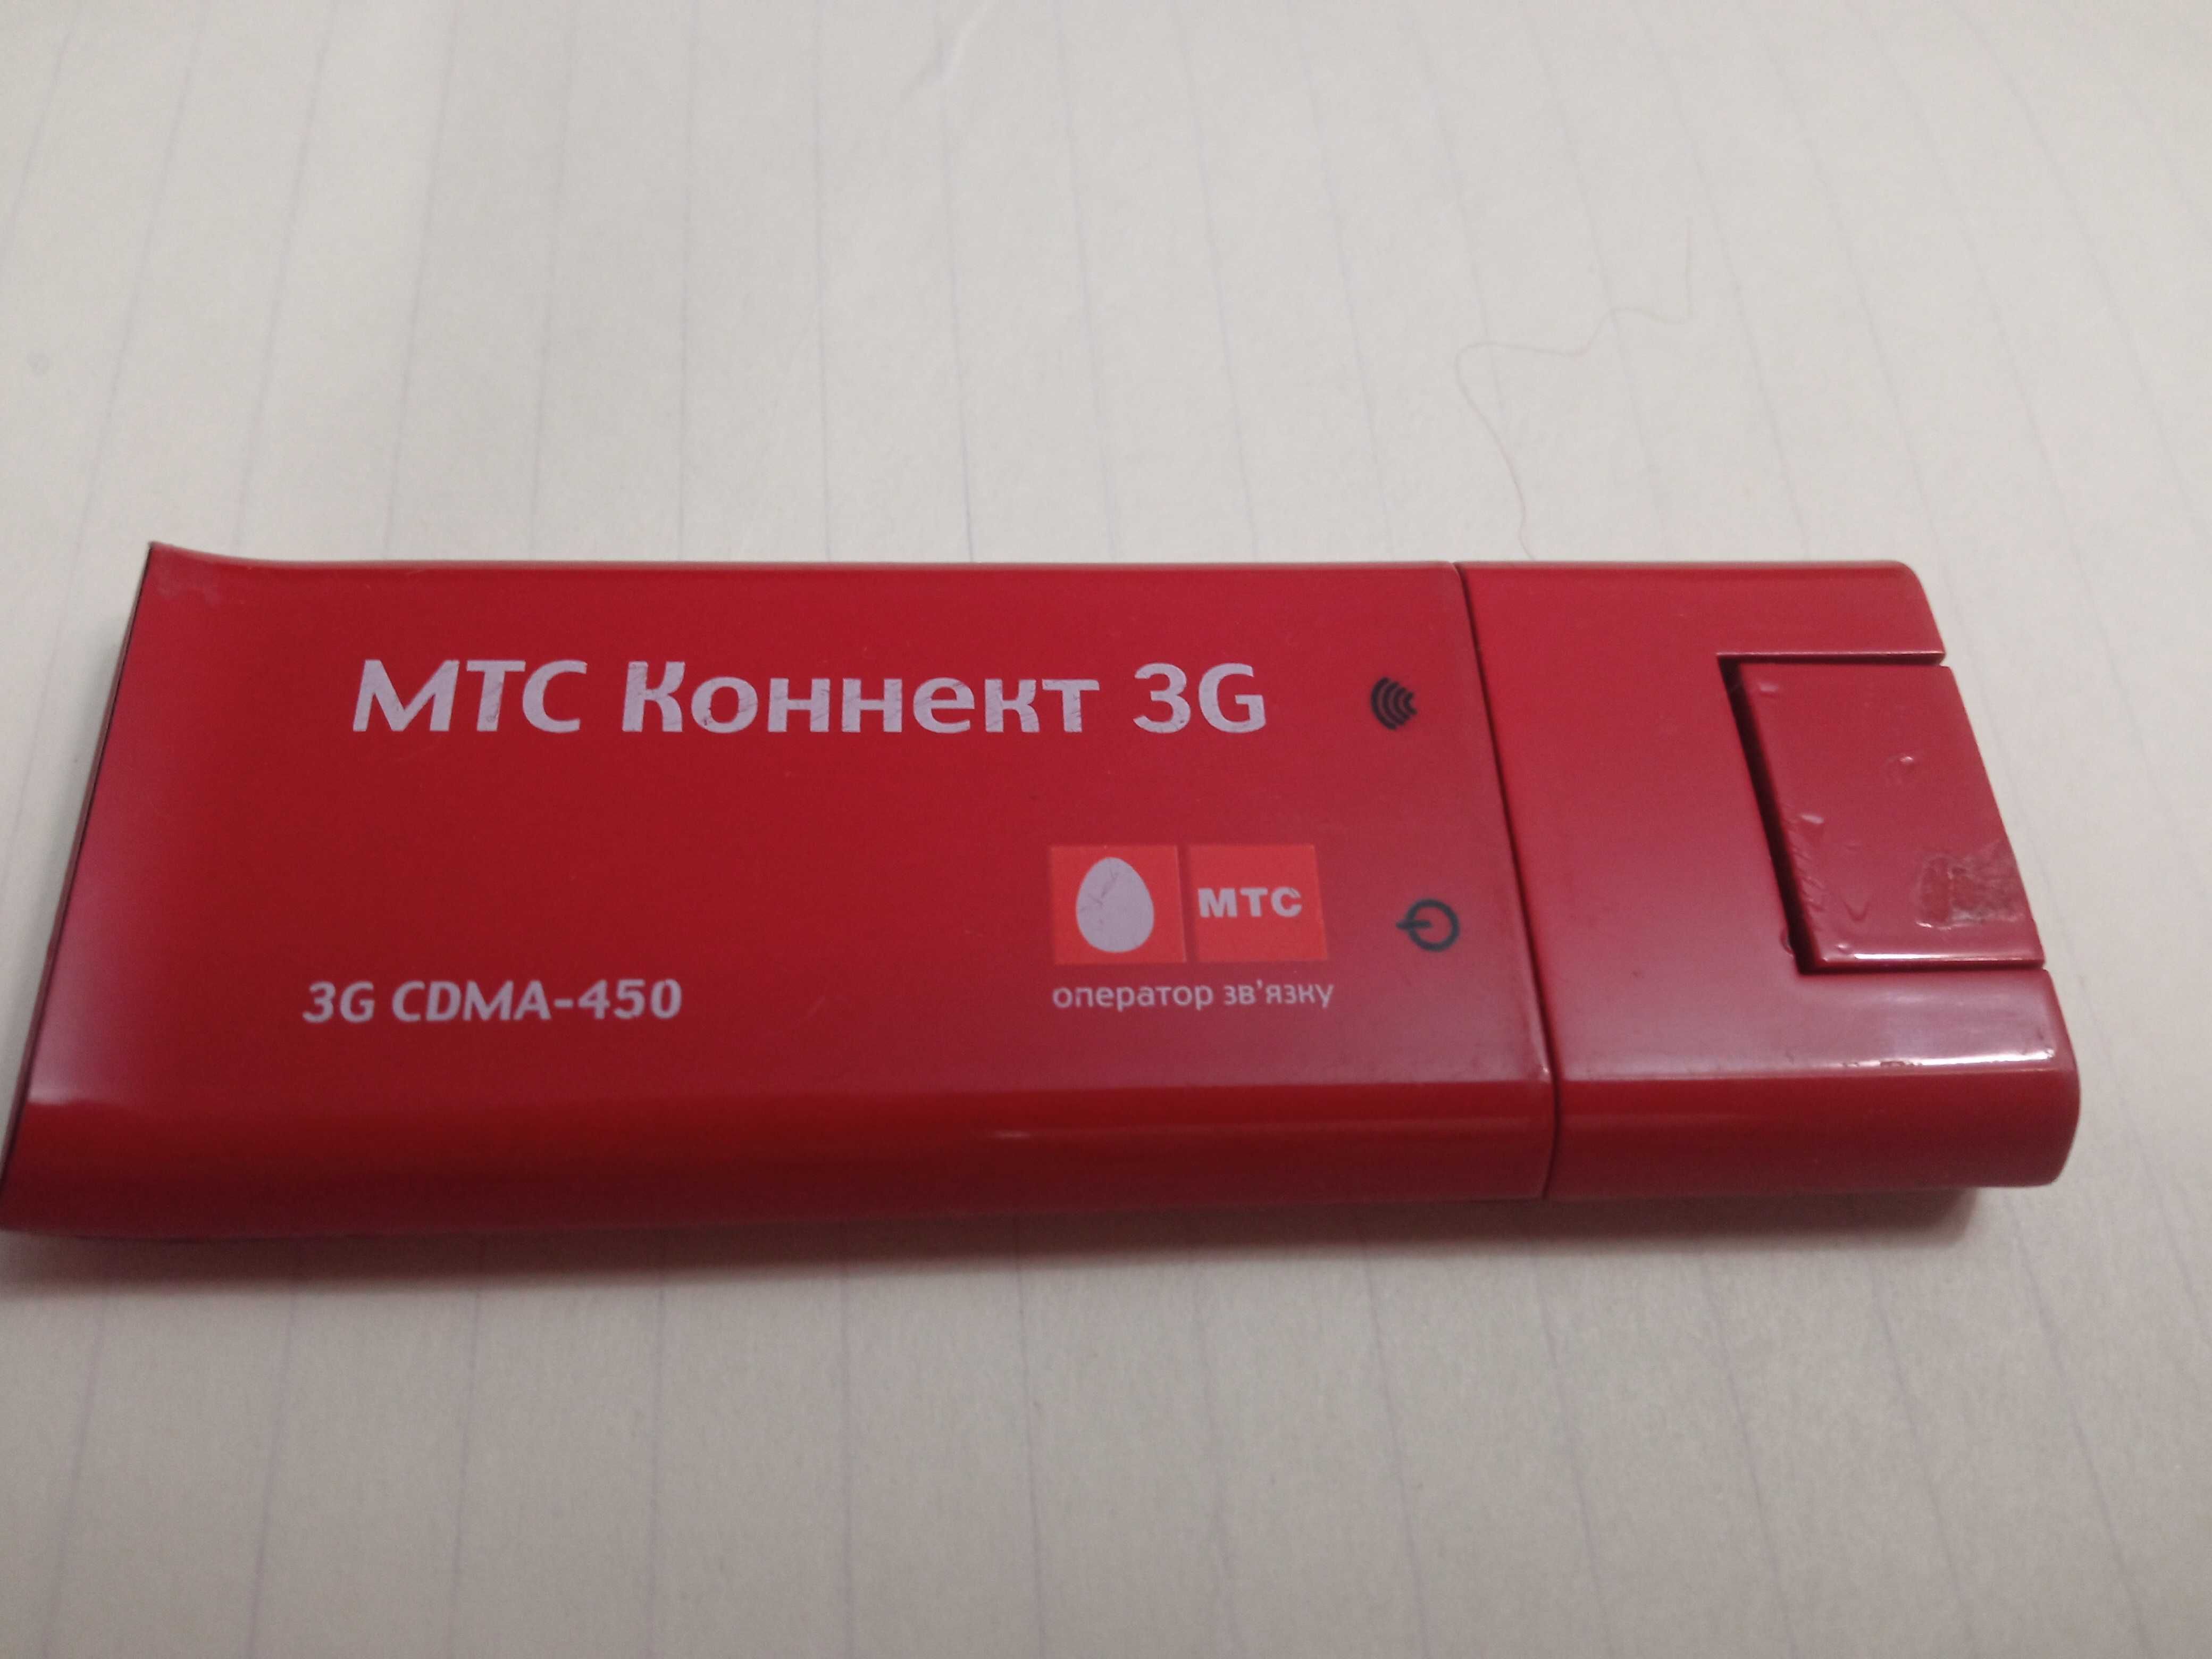 МТС Коннект 3G
МТС
3G CDMA-450
оператор зв'язку